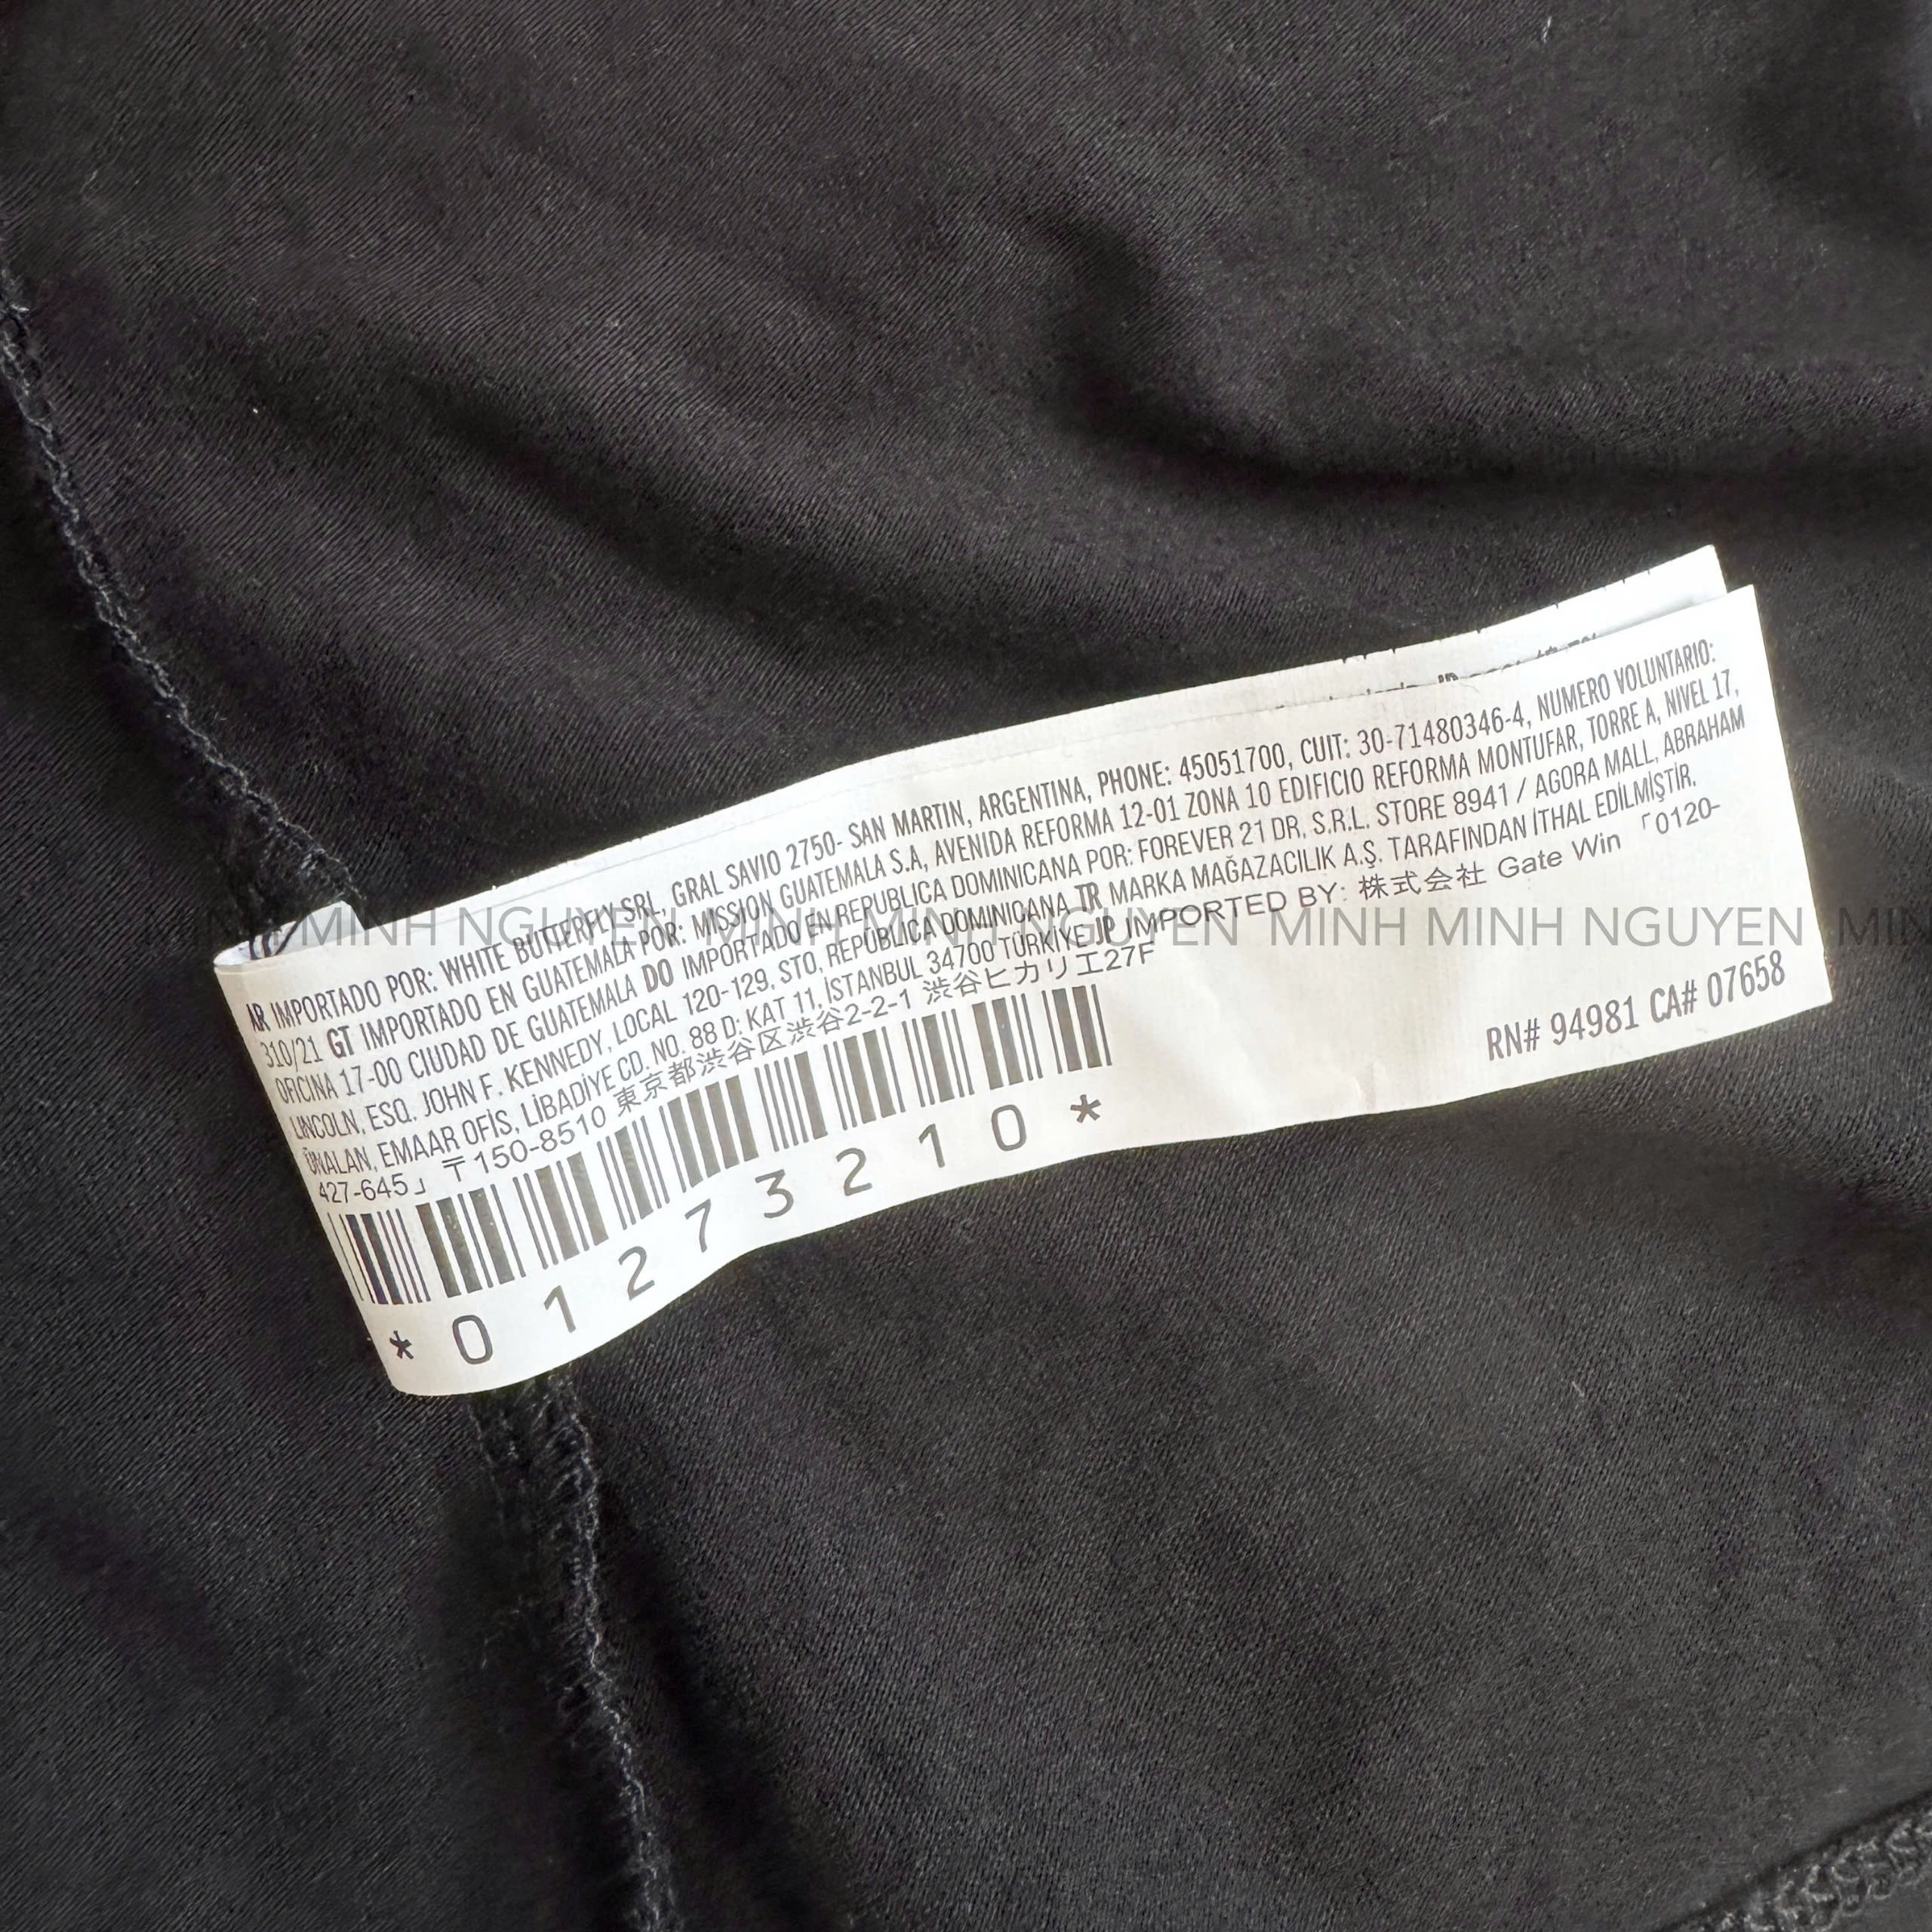 AR IMPORTADO POR: WHITE BUTTERFLY SRL, GRAL SAVIO 2750- SAN MARTIN, ARGENTINA, PHONE: 45051700, CUIT: 30-71480346-4, NUMERO VOLUNTARIO:
310/21 GT IMPORTADO EN GUATEMALA POR: MISSION GUATEMALA S.A, AVENIDA REFORMA 12-01 ZONA 10 EDIFICIO REFORMA MONTUFAR, TORRE A, NIVEL 17,
OFICINA 17-00 CIUDAD DE GUATEMALA DO IMPORTADO EN REPUBLICA DOMINICANA POR: FOREVER 21 DR, S.R.L. STORE 8941 / AGORA MALL, ABRAHAM
LINCOLN, ESQ. JOHN F. KENNEDY, LOCAL 120-129, STO, REPÚBLICA DOMINICANA TR MARKA MAĞAZACILIK A.Ş. TARAFINDAN İTHAL EDİLMİŞTİR.
ÜNALAN, EMAAR OFİS, LİBADİYE CD. NO. 88 D: KAT 11, İSTANBUL 34700 TÜRKİYE JP IMPORTED BY: 株式会社 Gate Win 「0120-
427-645」 〒150-8510 東京都渋谷区渋谷2-2-1 渋谷ヒカリエ27F
*01273210*
RN# 94981 CA# 07658
MINH MINH NGUYEN MINH MINH NGUYEN MINH MINH NGUYEN MIN